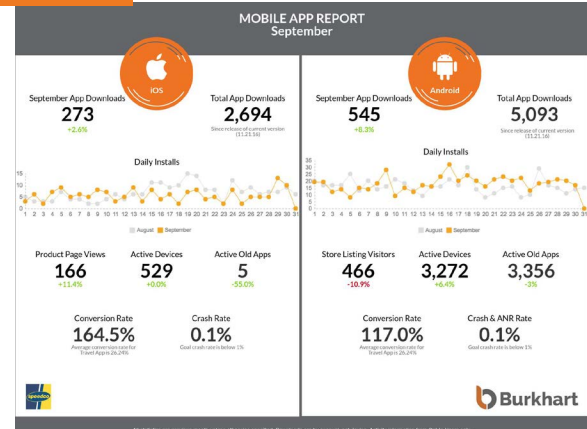 MOBILE APP REPORT
September
iOS
September App Downloads
273
+2.6%
Total App Downloads
2,694
Since release of current version
(11.21.16)
Daily Installs
15
10
5
0
1 2 3 4 5 6 7 8 9 10 11 12 13 14 15 16 17 18 19 20 21 22 23 24 25 26 27 28 29 30 31
August September
Product Page Views
166
+11.4%
Active Devices
529
+0.0%
Active Old Apps
5
-55.0%
Conversion Rate
164.5%
Average conversion rate for
Travel App is 26.24%
Crash Rate
0.1%
Goal crash rate is below 1%
speedco
Android
September App Downloads
545
+8.3%
Total App Downloads
5,093
Since release of current version
(11.21.16)
Daily Installs
35
30
25
20
15
10
5
0
1 2 3 4 5 6 7 8 9 10 11 12 13 14 15 16 17 18 19 20 21 22 23 24 25 26 27 28 29 30 31
August September
Store Listing Visitors
466
-10.9%
Active Devices
3,272
+6.4%
Active Old Apps
3,356
-3%
Conversion Rate
117.0%
Average conversion rate for
Travel App is 26.24%
Crash & ANR Rate
0.1%
Goal crash rate is below 1%
Burkhart